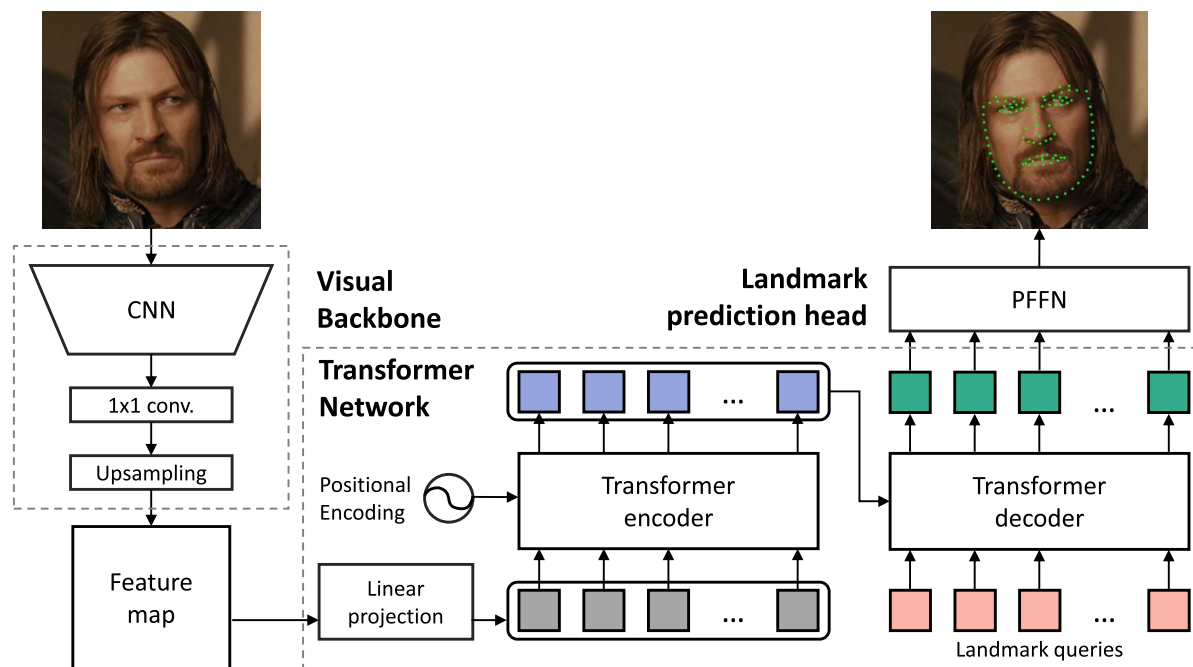 CNN
1x1 conv.
Upsampling
Feature
map
Visual
Backbone
Landmark
prediction head
PFFN
Transformer
Network
...
...
Positional
Encoding
Transformer
encoder
Transformer
decoder
Linear
projection
...
...
Landmark queries